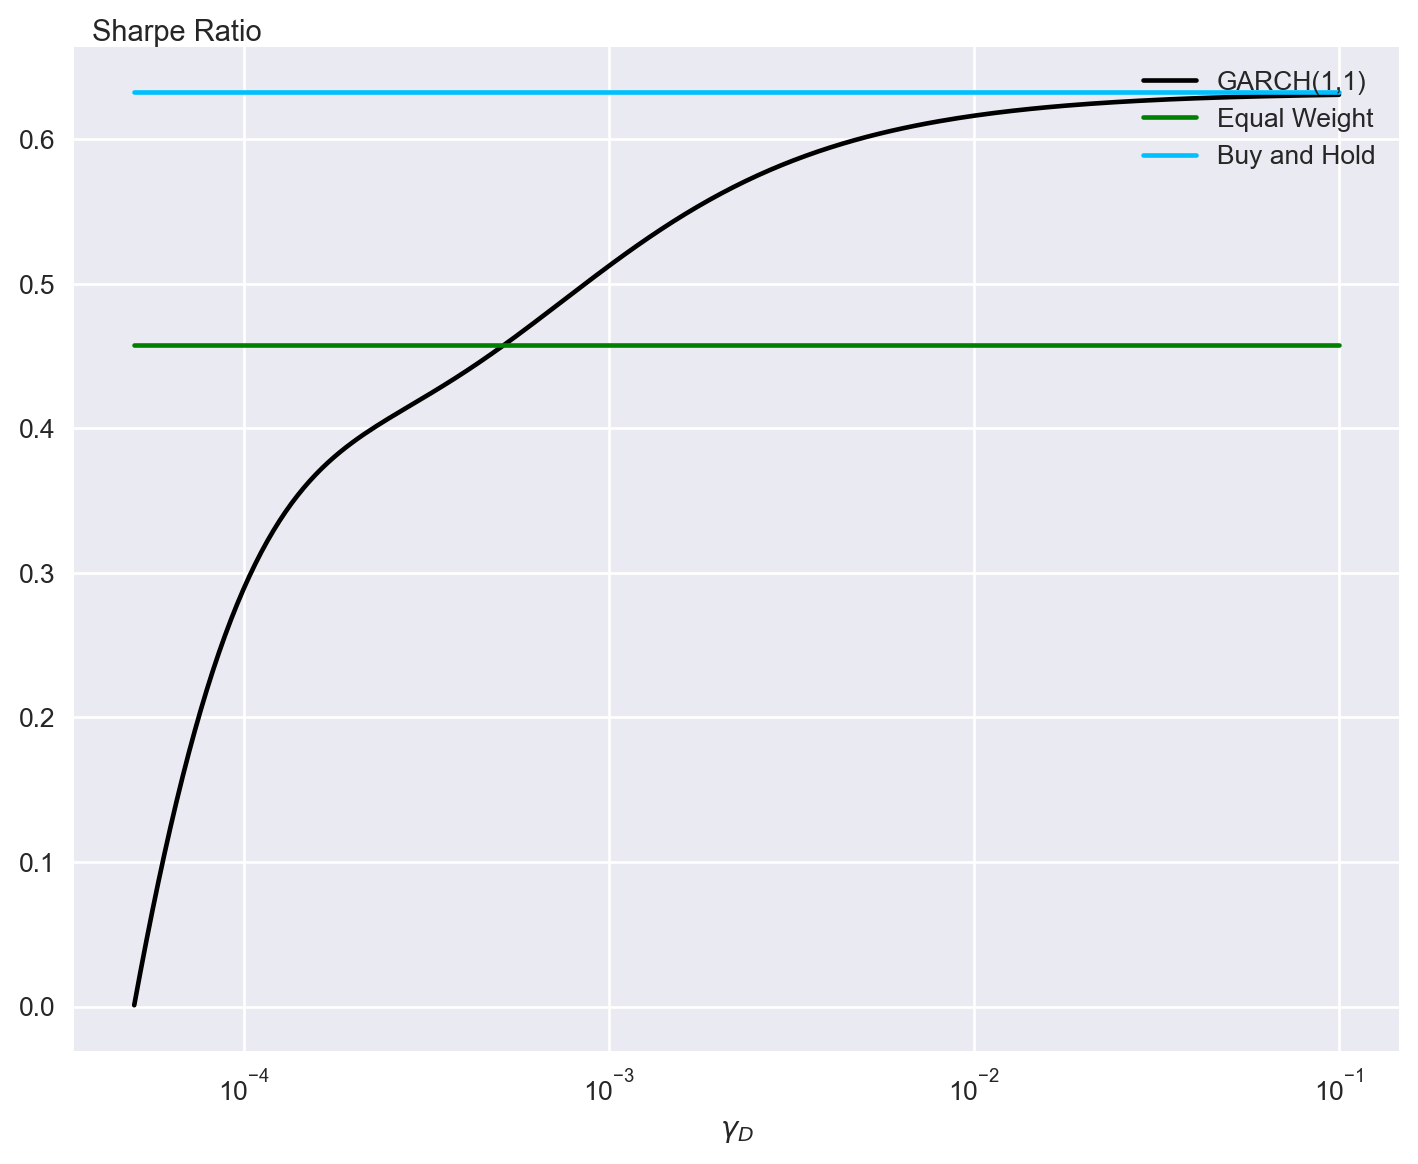 Sharpe Ratio
GARCH(1,1)
Equal Weight
Buy and Hold
0.6
0.5
0.4
0.3
0.2
0.1
0.0
10⁻⁴ 10⁻³ 10⁻² 10⁻¹
γ_D